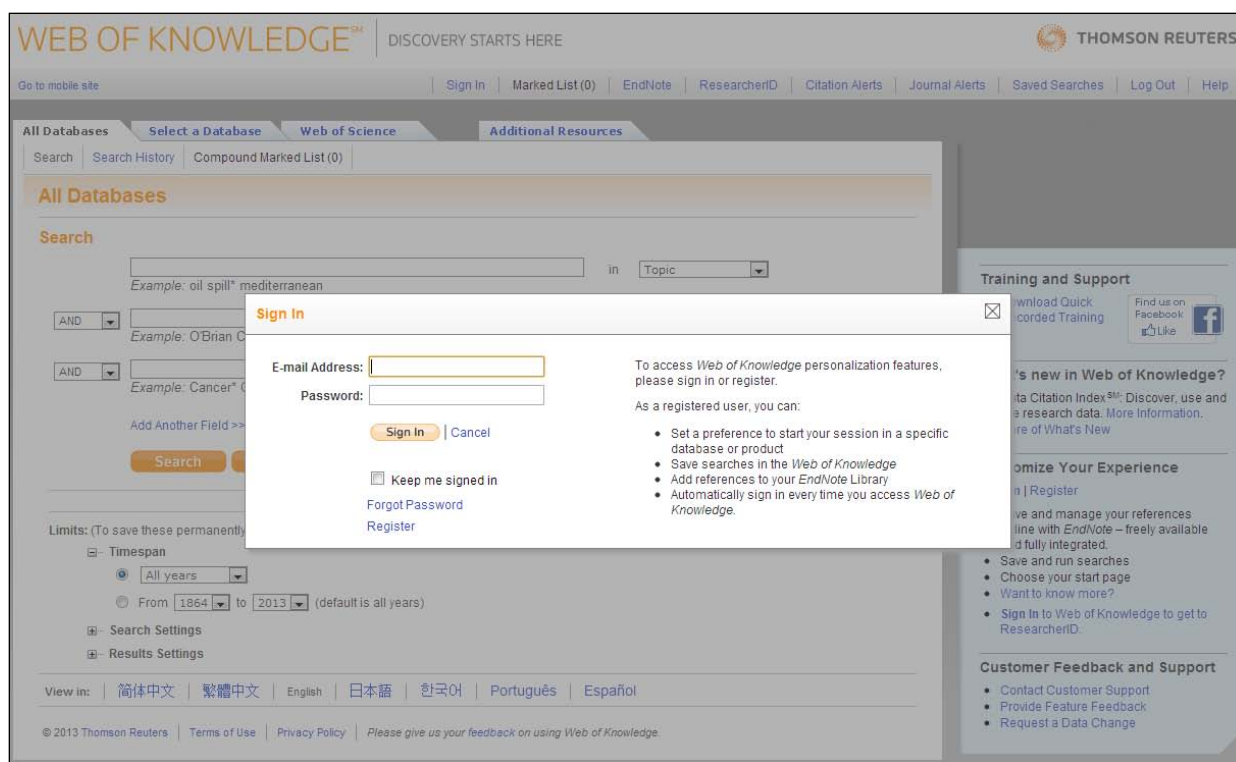 WEB OF KNOWLEDGE℠ | DISCOVERY STARTS HERE
THOMSON REUTERS
Go to mobile site
Sign In | Marked List (0) | EndNote | ResearcherID | Citation Alerts | Journal Alerts | Saved Searches | Log Out | Help
All Databases Select a Database Web of Science Additional Resources
Search | Search History | Compound Marked List (0)
All Databases
Search
in Topic
Example: oil spill* mediterranean
AND
Example: O'Brian C
AND
Example: Cancer*
Add Another Field >>
Search
Limits: (To save these permanently
Timespan
All years
From 1864 to 2013 (default is all years)
Search Settings
Results Settings
View in: | 简体中文 | 繁體中文 | English | 日本語 | 한국어 | Português | Español
© 2013 Thomson Reuters | Terms of Use | Privacy Policy | Please give us your feedback on using Web of Knowledge.
Sign In
E-mail Address:
Password:
Sign In | Cancel
Keep me signed in
Forgot Password
Register
To access Web of Knowledge personalization features,
please sign in or register.
As a registered user, you can:
• Set a preference to start your session in a specific
database or product
• Save searches in the Web of Knowledge
• Add references to your EndNote Library
• Automatically sign in every time you access Web of
Knowledge.
Training and Support
Quick
Training
Find us on
Facebook
Like
new in Web of Knowledge?
Citation Index℠: Discover, use and
research data. More Information.
of What's New
Your Experience
| Register
and manage your references
with EndNote – freely available
fully integrated.
• Save and run searches
• Choose your start page
• Want to know more?
• Sign In to Web of Knowledge to get to
ResearcherID.
Customer Feedback and Support
• Contact Customer Support
• Provide Feature Feedback
• Request a Data Change